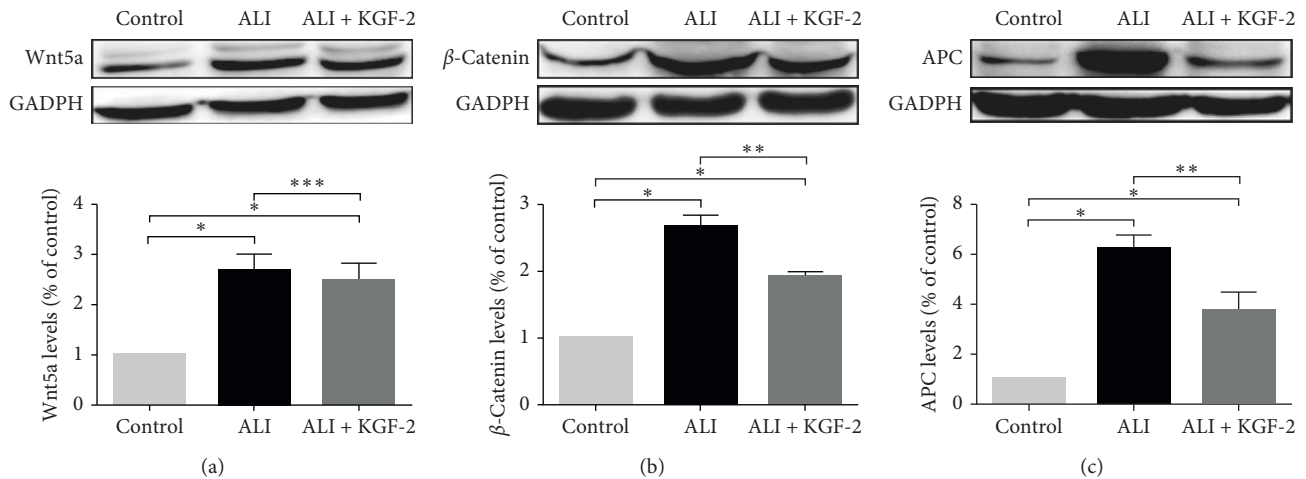 Control ALI ALI + KGF-2
Wnt5a
GADPH
***
*
*
4
3
2
1
0
Wnt5a levels (% of control)
Control ALI ALI + KGF-2
(a)
Control ALI ALI + KGF-2
β-Catenin
GADPH
**
*
*
3
2
1
0
β-Catenin levels (% of control)
Control ALI ALI + KGF-2
(b)
Control ALI ALI + KGF-2
APC
GADPH
**
*
*
8
6
4
2
0
APC levels (% of control)
Control ALI ALI + KGF-2
(c)